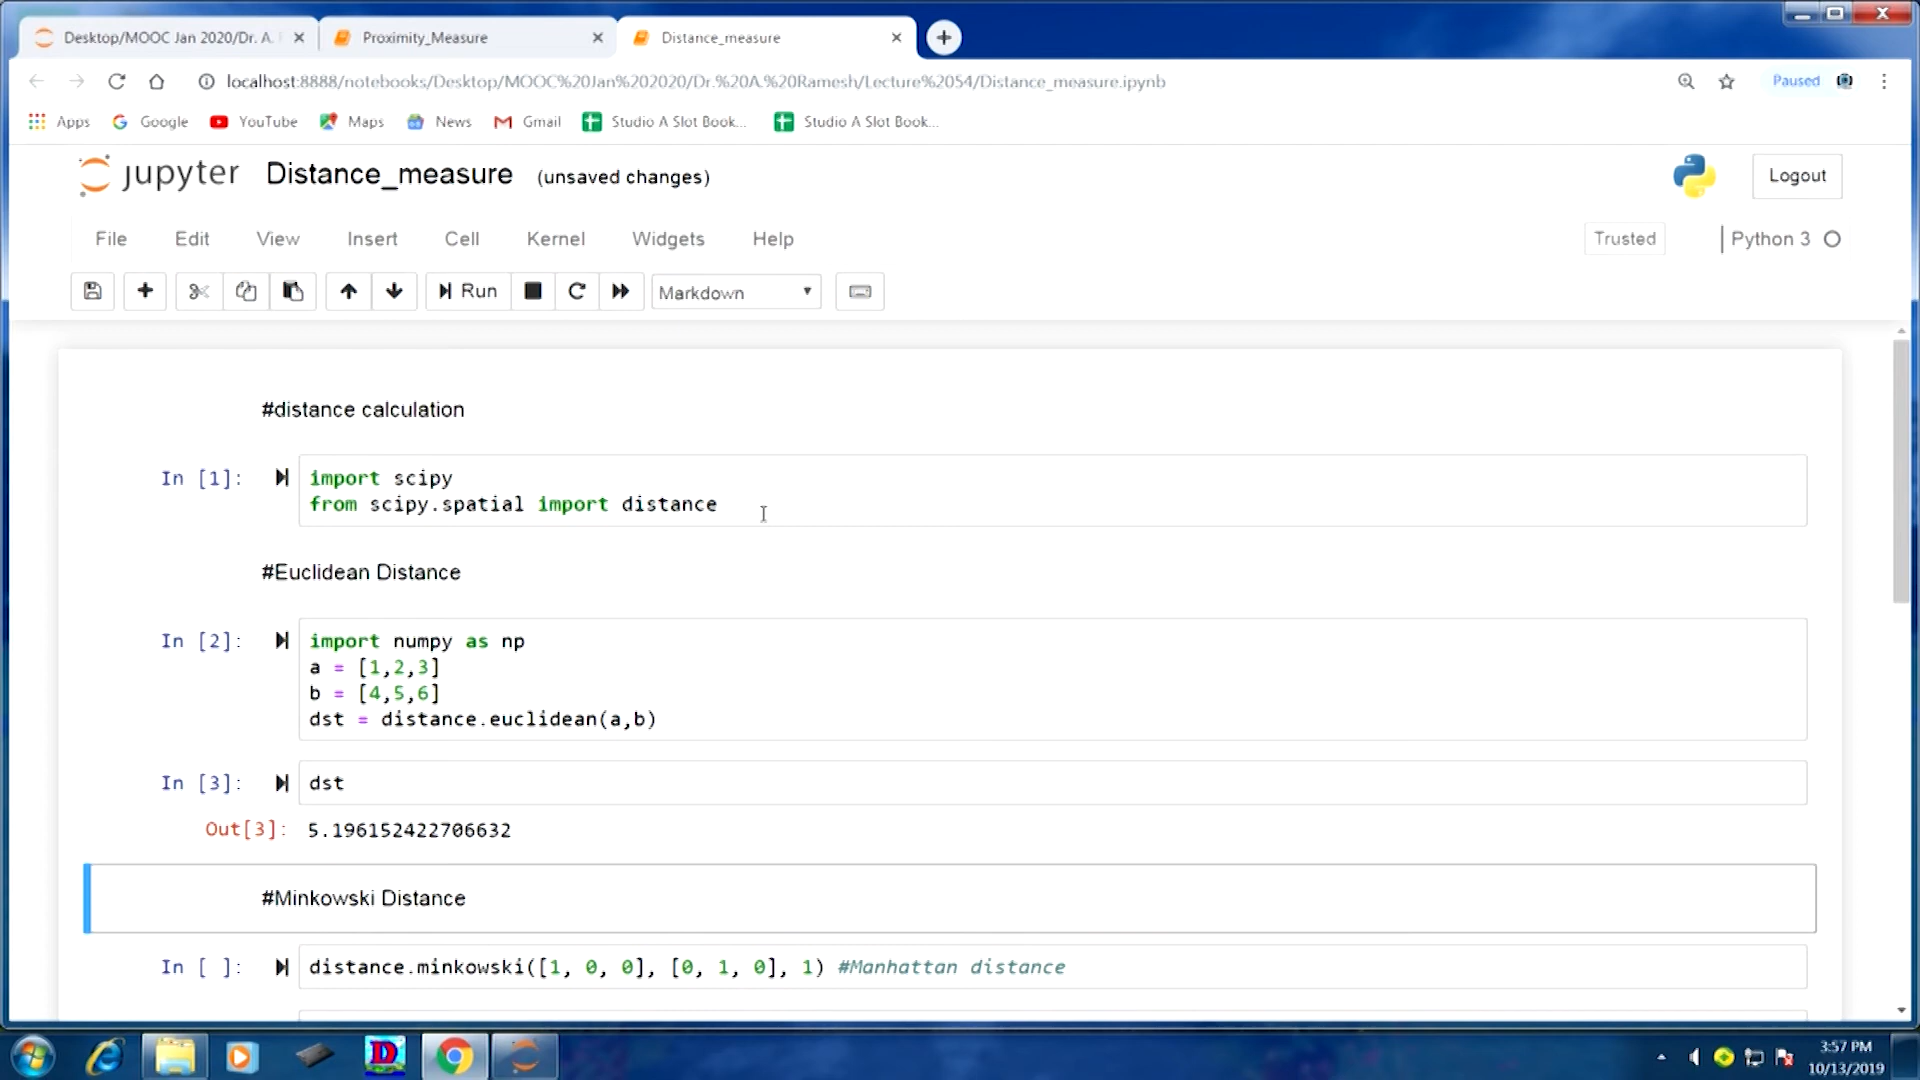 Desktop/MOOC Jan 2020/Dr. A.
Proximity_Measure
Distance_measure
localhost:8888/notebooks/Desktop/MOOC%20Jan%202020/Dr.%20A.%20Ramesh/Lecture%2054/Distance_measure.ipynb
Paused
Apps
Google
YouTube
Maps
News
Gmail
Studio A Slot Book...
Studio A Slot Book...
jupyter
Distance_measure (unsaved changes)
Logout
File Edit View Insert Cell Kernel Widgets Help
Trusted
Python 3
Run
Markdown
#distance calculation
In [1]:
import scipy
from scipy.spatial import distance
#Euclidean Distance
In [2]:
import numpy as np
a = [1,2,3]
b = [4,5,6]
dst = distance.euclidean(a,b)
In [3]:
dst
Out[3]: 5.196152422706632
#Minkowski Distance
In [ ]:
distance.minkowski([1, 0, 0], [0, 1, 0], 1) #Manhattan distance
3:57 PM
10/13/2019